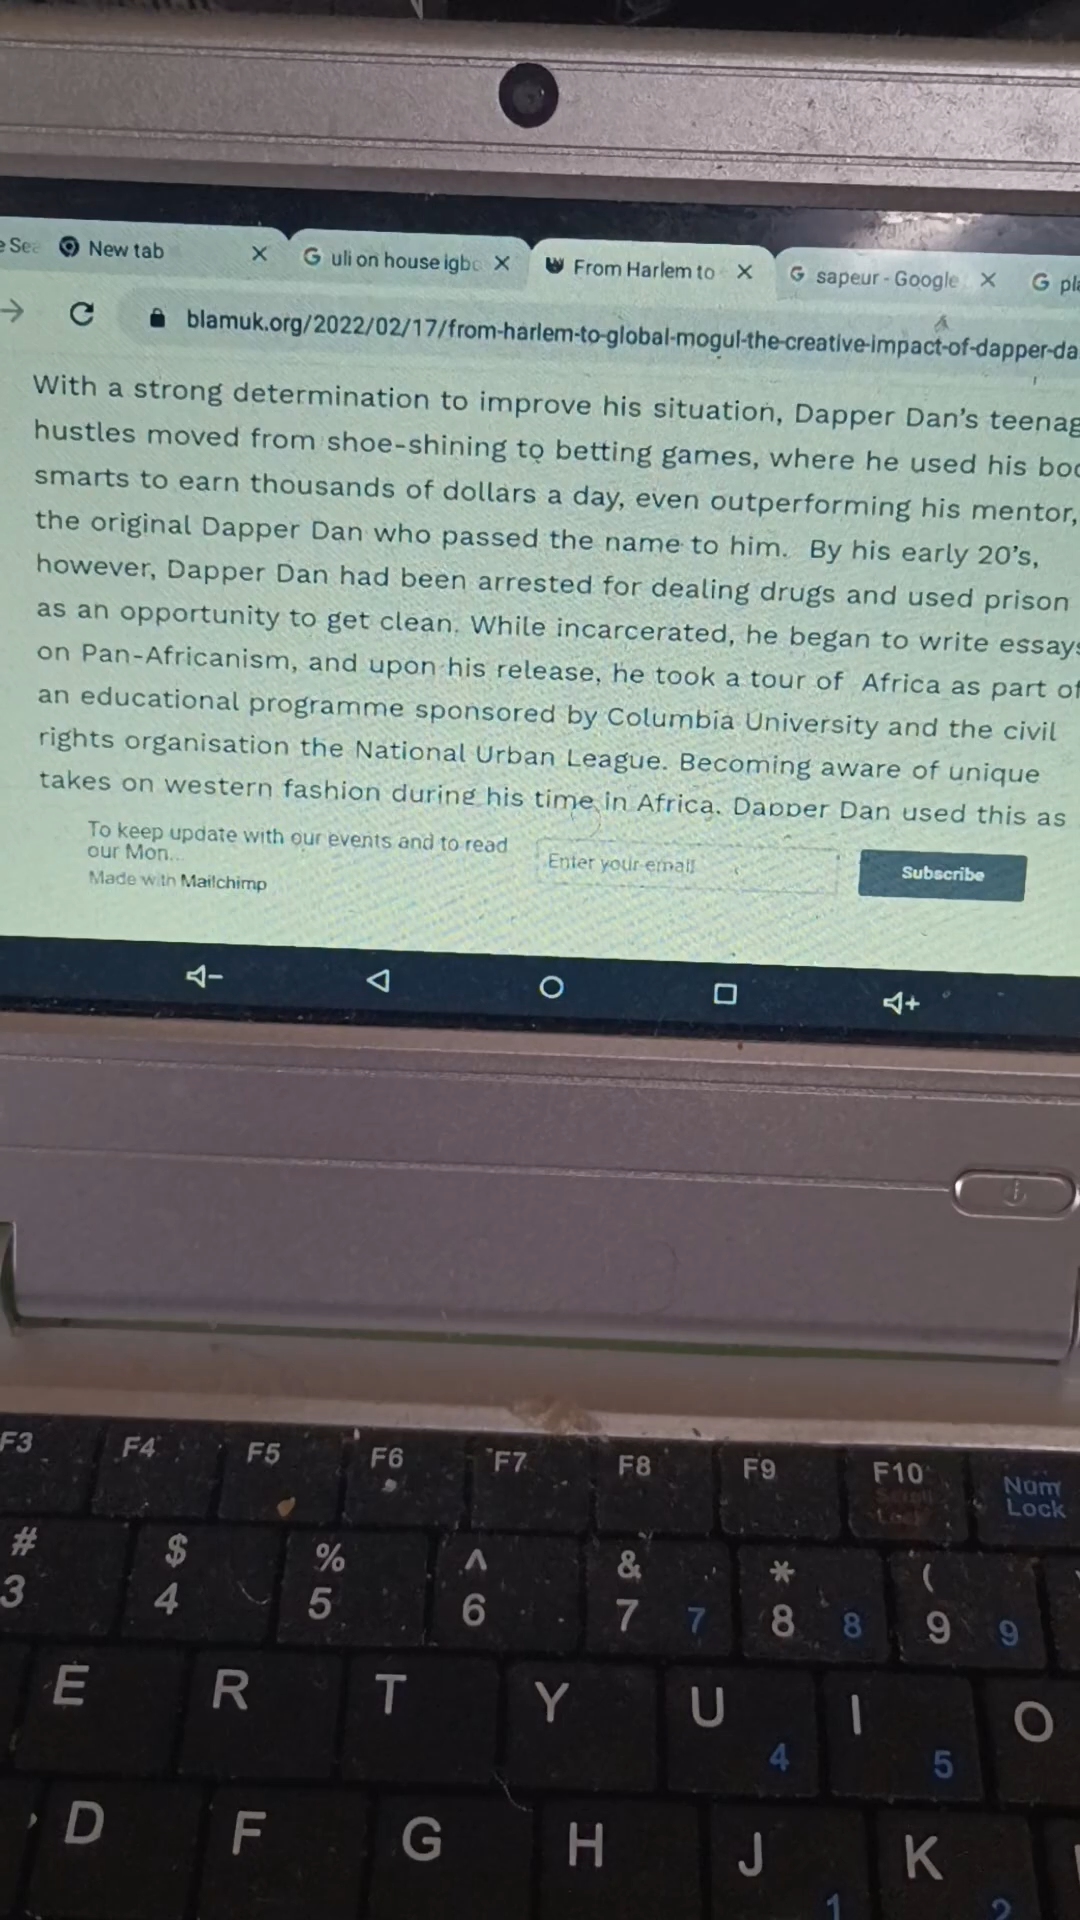 e Sea
New tab
uli on house igbo
From Harlem to
sapeur - Google
pla
blamuk.org/2022/02/17/from-harlem-to-global-mogul-the-creative-impact-of-dapper-da
With a strong determination to improve his situation, Dapper Dan's teenag
hustles moved from shoe-shining to betting games, where he used his boo
smarts to earn thousands of dollars a day, even outperforming his mentor,
the original Dapper Dan who passed the name to him. By his early 20's,
however, Dapper Dan had been arrested for dealing drugs and used prison
as an opportunity to get clean. While incarcerated, he began to write essays
on Pan-Africanism, and upon his release, he took a tour of Africa as part of
an educational programme sponsored by Columbia University and the civil
rights organisation the National Urban League. Becoming aware of unique
takes on western fashion during his time in Africa. Dapper Dan used this as
To keep update with our events and to read
our Mon...
Enter your email
Subscribe
Made with Mailchimp
F3 F4 F5 F6 F7 F8 F9 F10 Num
Scroll Lock
Lock
# $ % ^ & * (
3 4 5 6 7 7 8 8 9 9
E R T Y U I O
4 5
D F G H J K
1 2